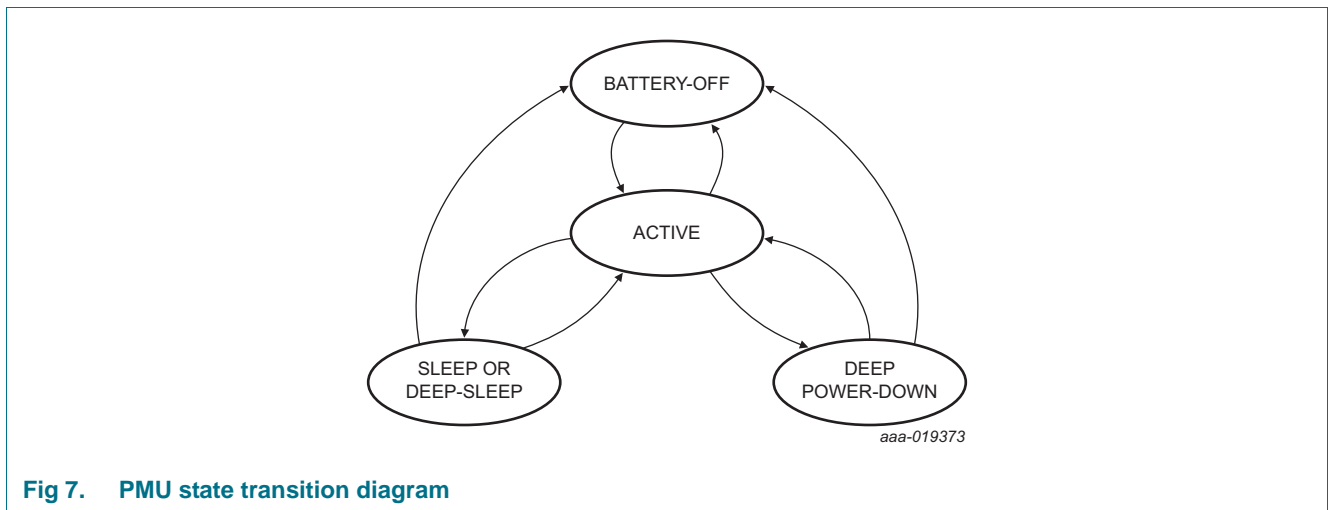 BATTERY-OFF
ACTIVE
SLEEP OR
DEEP-SLEEP
DEEP
POWER-DOWN
aaa-019373
Fig 7. PMU state transition diagram